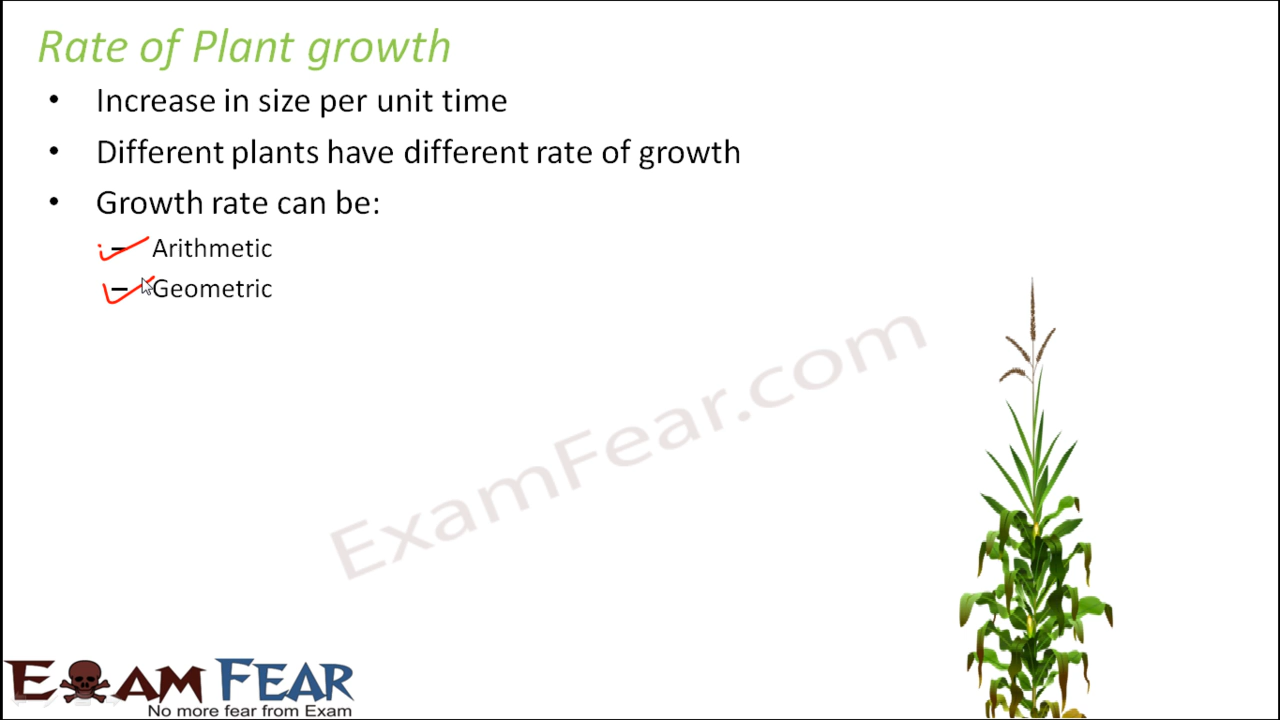 Rate of Plant growth
• Increase in size per unit time
• Different plants have different rate of growth
• Growth rate can be:
– Arithmetic
– Geometric
ExamFear.com
EXAM FEAR
No more fear from Exam